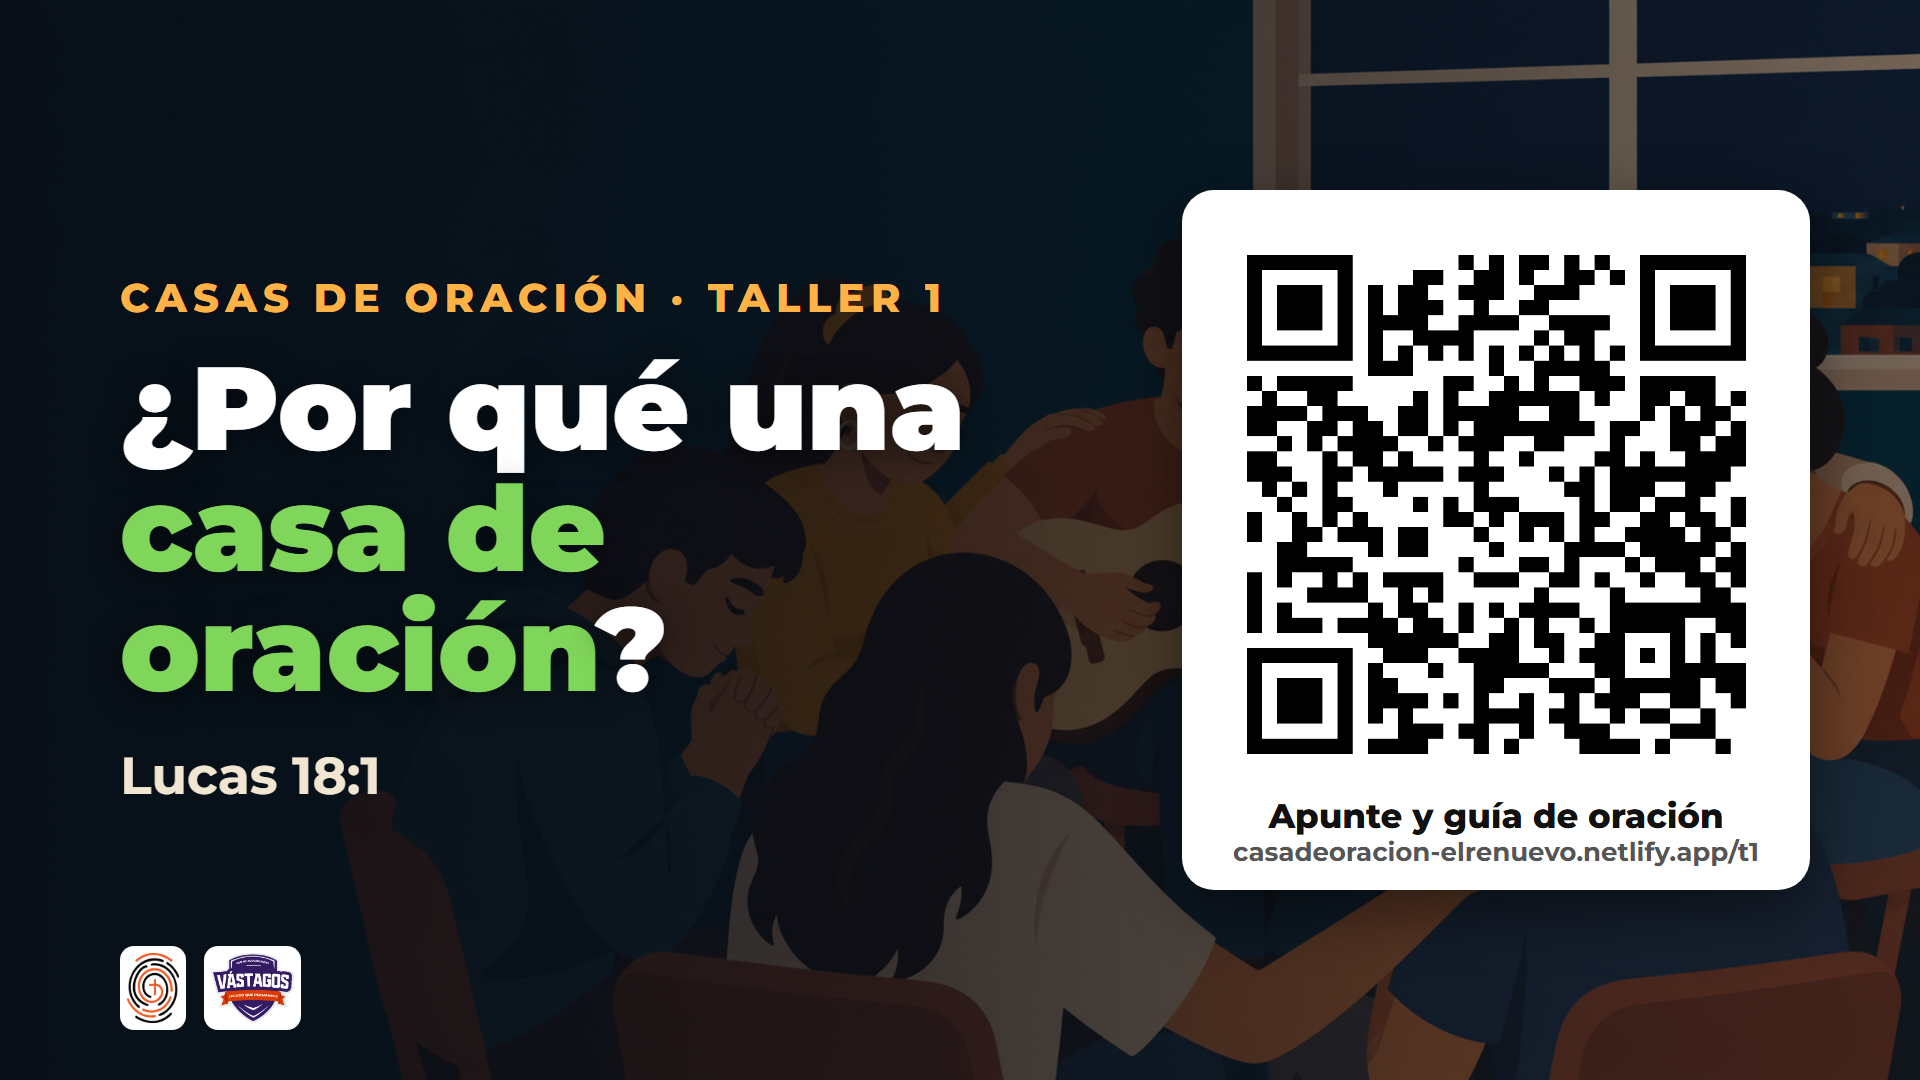 CASAS DE ORACIÓN • TALLER 1
¿Por qué una
casa de
oración?
Lucas 18:1
Apunte y guía de oración
casadeoracion-elrenuevo.netlify.app/t1
VÁSTAGOS